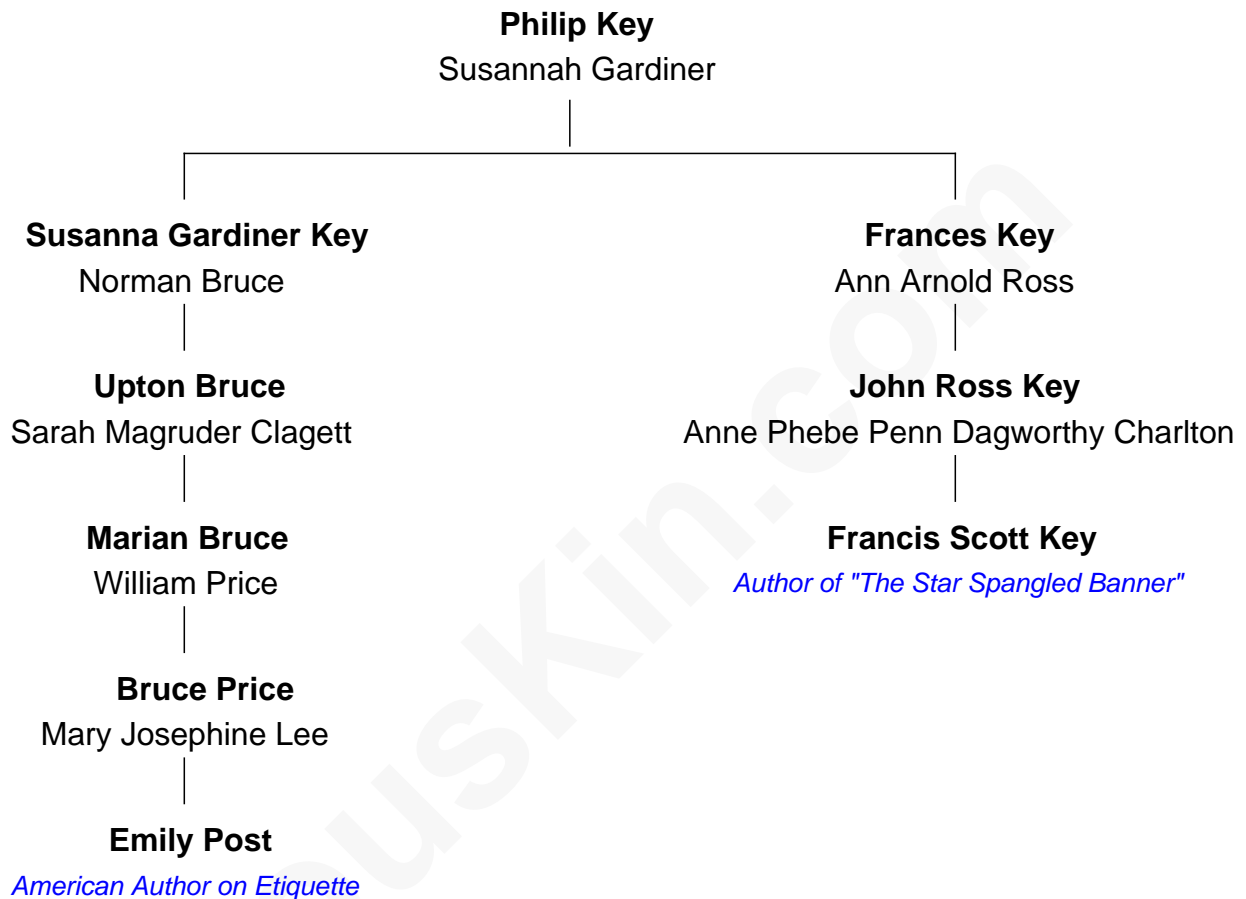 Philip Key
Susannah Gardiner
Susanna Gardiner Key
Norman Bruce
Upton Bruce
Sarah Magruder Clagett
Marian Bruce
William Price
Bruce Price
Mary Josephine Lee
Emily Post
American Author on Etiquette
Frances Key
Ann Arnold Ross
John Ross Key
Anne Phebe Penn Dagworthy Charlton
Francis Scott Key
Author of "The Star Spangled Banner"
usKin.com